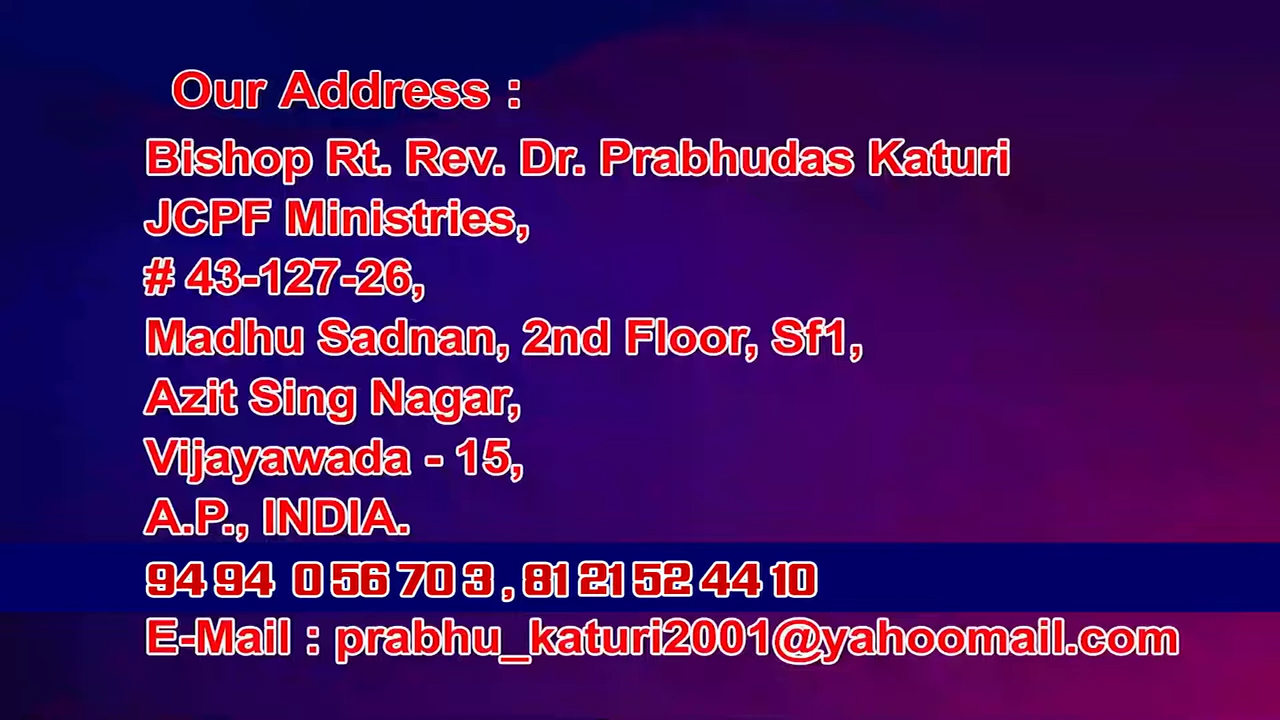 Our Address :
Bishop Rt. Rev. Dr. Prabhudas Katuri
JCPF Ministries,
# 43-127-26,
Madhu Sadnan, 2nd Floor, Sf1,
Azit Sing Nagar,
Vijayawada - 15,
A.P., INDIA.
94 94 0 56 70 3 , 81 21 52 44 10
E-Mail : prabhu_katuri2001@yahoomail.com